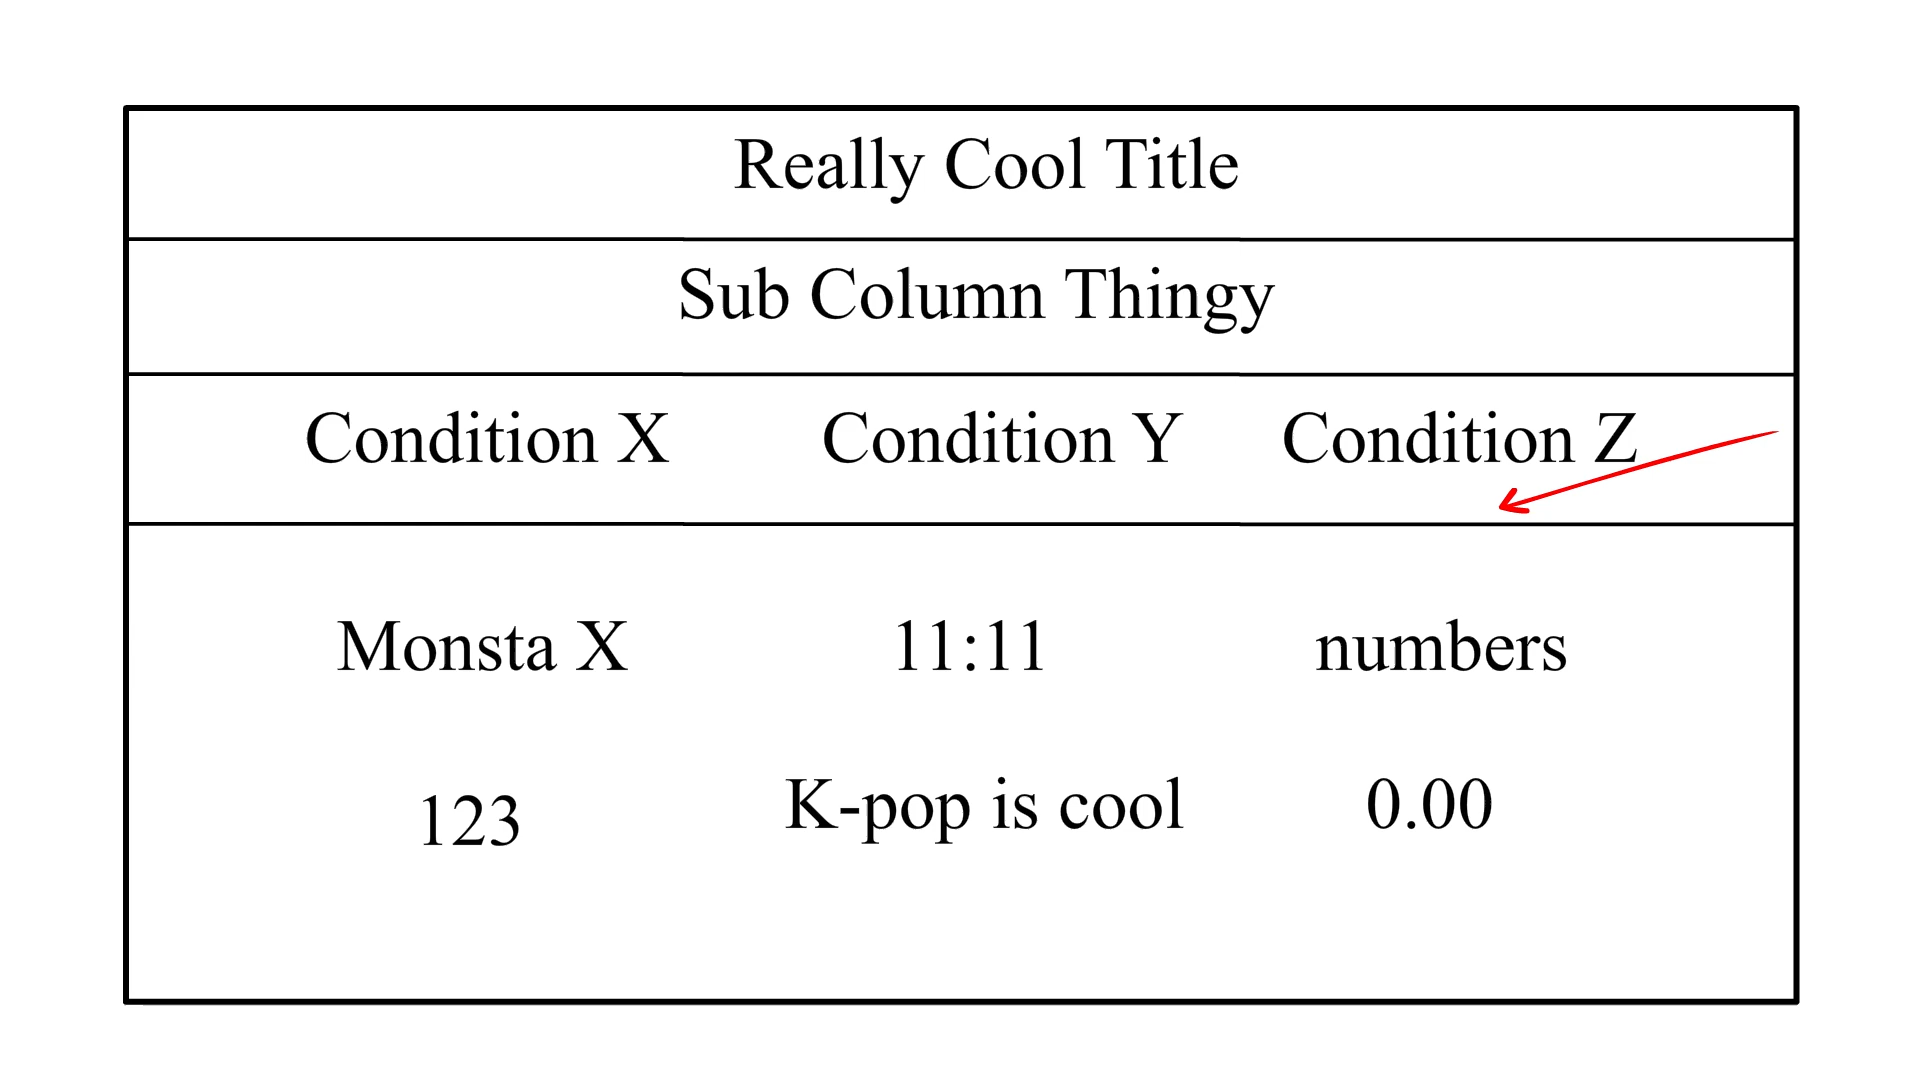 Really Cool Title
Sub Column Thingy
Condition X Condition Y Condition Z
Monsta X 11:11 numbers
123 K-pop is cool 0.00